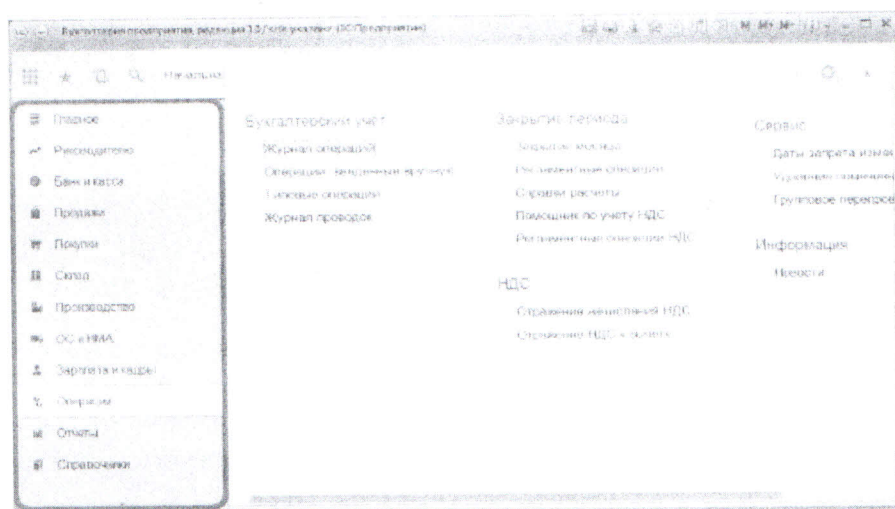 Бухгалтерия предприятия, редакция 3.0 / (1С:Предприятие)
M M+ M-
Начальная
Главное
Руководителю
Банк и касса
Продажи
Покупки
Склад
Производство
ОС и НМА
Зарплата и кадры
Операции
Отчеты
Справочники
Бухгалтерский учет
Журнал операций
Операции, введенные вручную
Типовые операции
Журнал проводок
Закрытие периода
Закрытие месяца
Регламентные операции
Справки-расчеты
Помощник по учету НДС
Регламентные операции НДС
НДС
Отражение начисления НДС
Отражение НДС к вычету
Сервис
Даты запрета измен
Групповое перепров
Информация
Новости